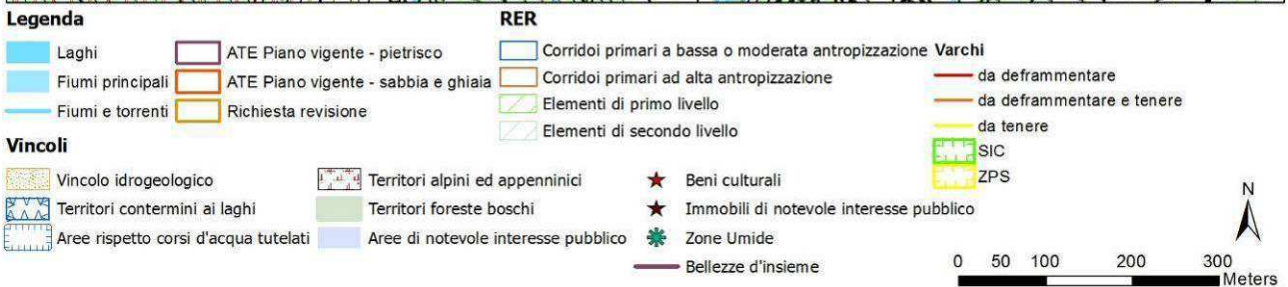 Legenda
Laghi
Fiumi principali
Fiumi e torrenti
ATE Piano vigente - pietrisco
ATE Piano vigente - sabbia e ghiaia
Richiesta revisione
RER
Corridoi primari a bassa o moderata antropizzazione
Corridoi primari ad alta antropizzazione
Elementi di primo livello
Elementi di secondo livello
Varchi
da deframmentare
da deframmentare e tenere
da tenere
SIC
ZPS
Vincoli
Vincolo idrogeologico
Territori contermini ai laghi
Aree rispetto corsi d'acqua tutelati
Territori alpini ed appenninici
Territori foreste boschi
Aree di notevole interesse pubblico
Beni culturali
Immobili di notevole interesse pubblico
Zone Umide
Bellezze d'insieme
N
0 50 100 200 300
Meters